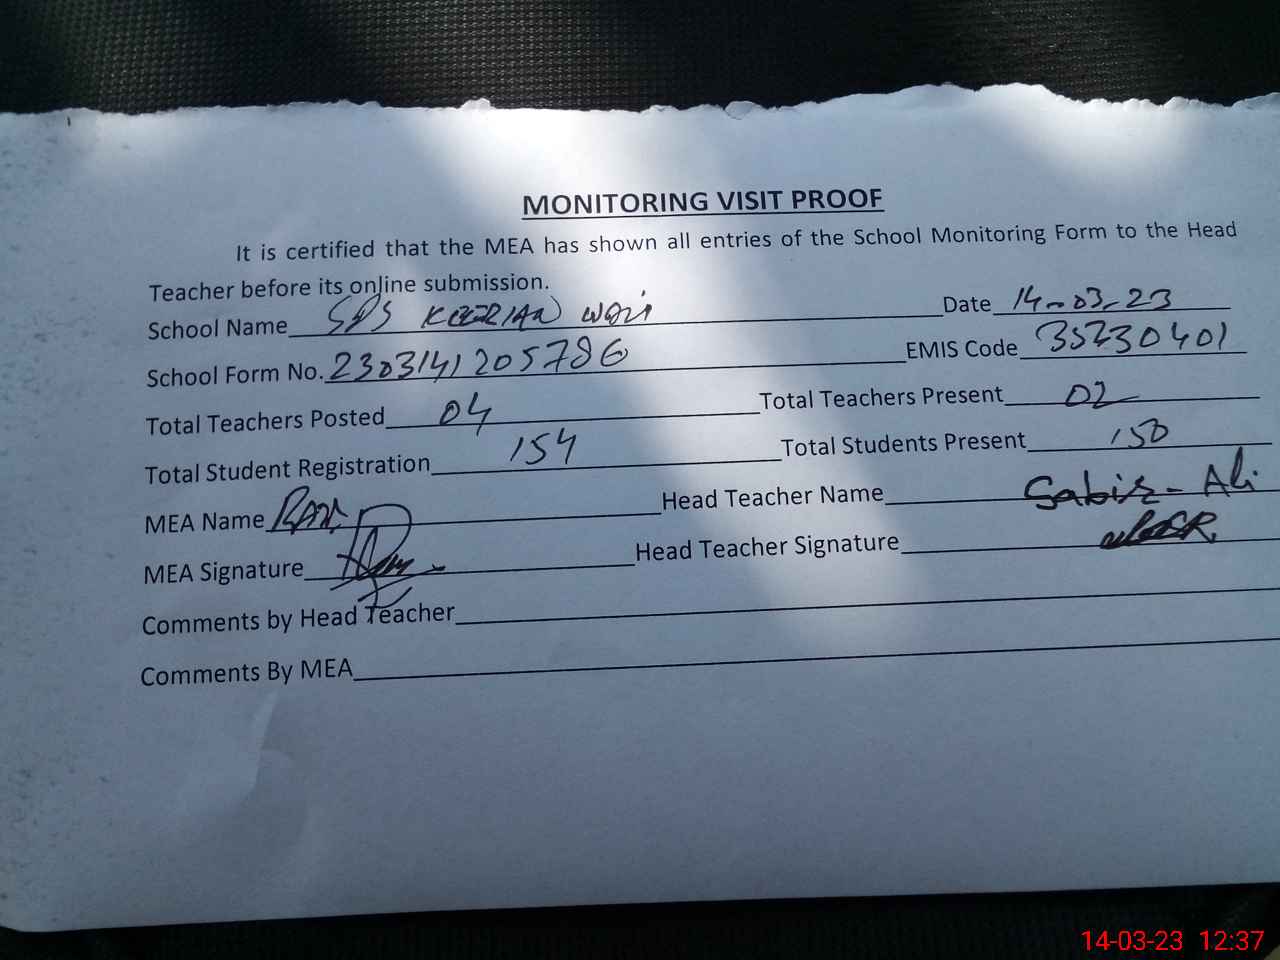 MONITORING VISIT PROOF
It is certified that the MEA has shown all entries of the School Monitoring Form to the Head
Teacher before its online submission.
School Name Date 14-03-23
School Form No. 2303141205786 EMIS Code 35230401
Total Teachers Posted 04 Total Teachers Present 02
Total Student Registration 154 Total Students Present 150
MEA Name Head Teacher Name Sabir - Ali
MEA Signature Head Teacher Signature
Comments by Head Teacher
Comments By MEA
14-03-23 12:37